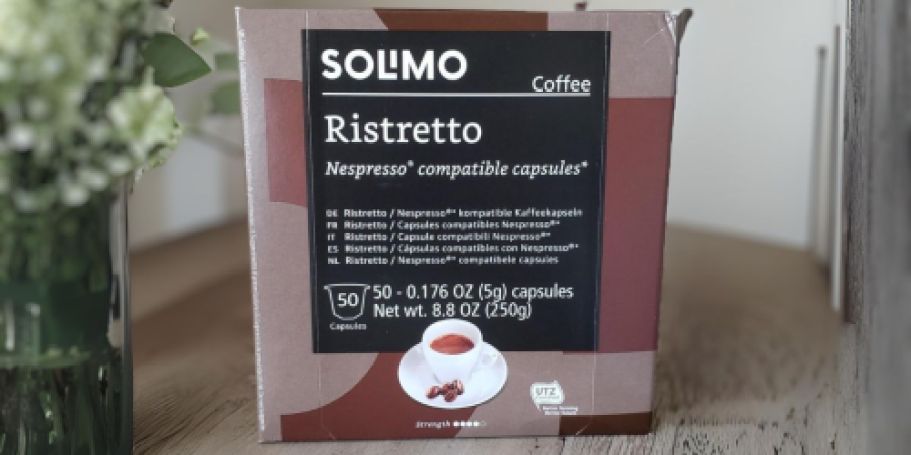 SOLIMO
Coffee
Ristretto
Nespresso* compatible capsules*
DE Ristretto / Nespresso®* kompatible Kaffeekapseln
FR Ristretto / Capsules compatibles Nespresso®*
IT Ristretto / Capsule compatibili Nespresso®*
ES Ristretto / Cápsulas compatibles con Nespresso®*
NL Ristretto / Nespresso®* compatibele capsules
50
Capsules
50 - 0.176 OZ (5g) capsules
Net wt. 8.8 OZ (250g)
UTZ
Strength